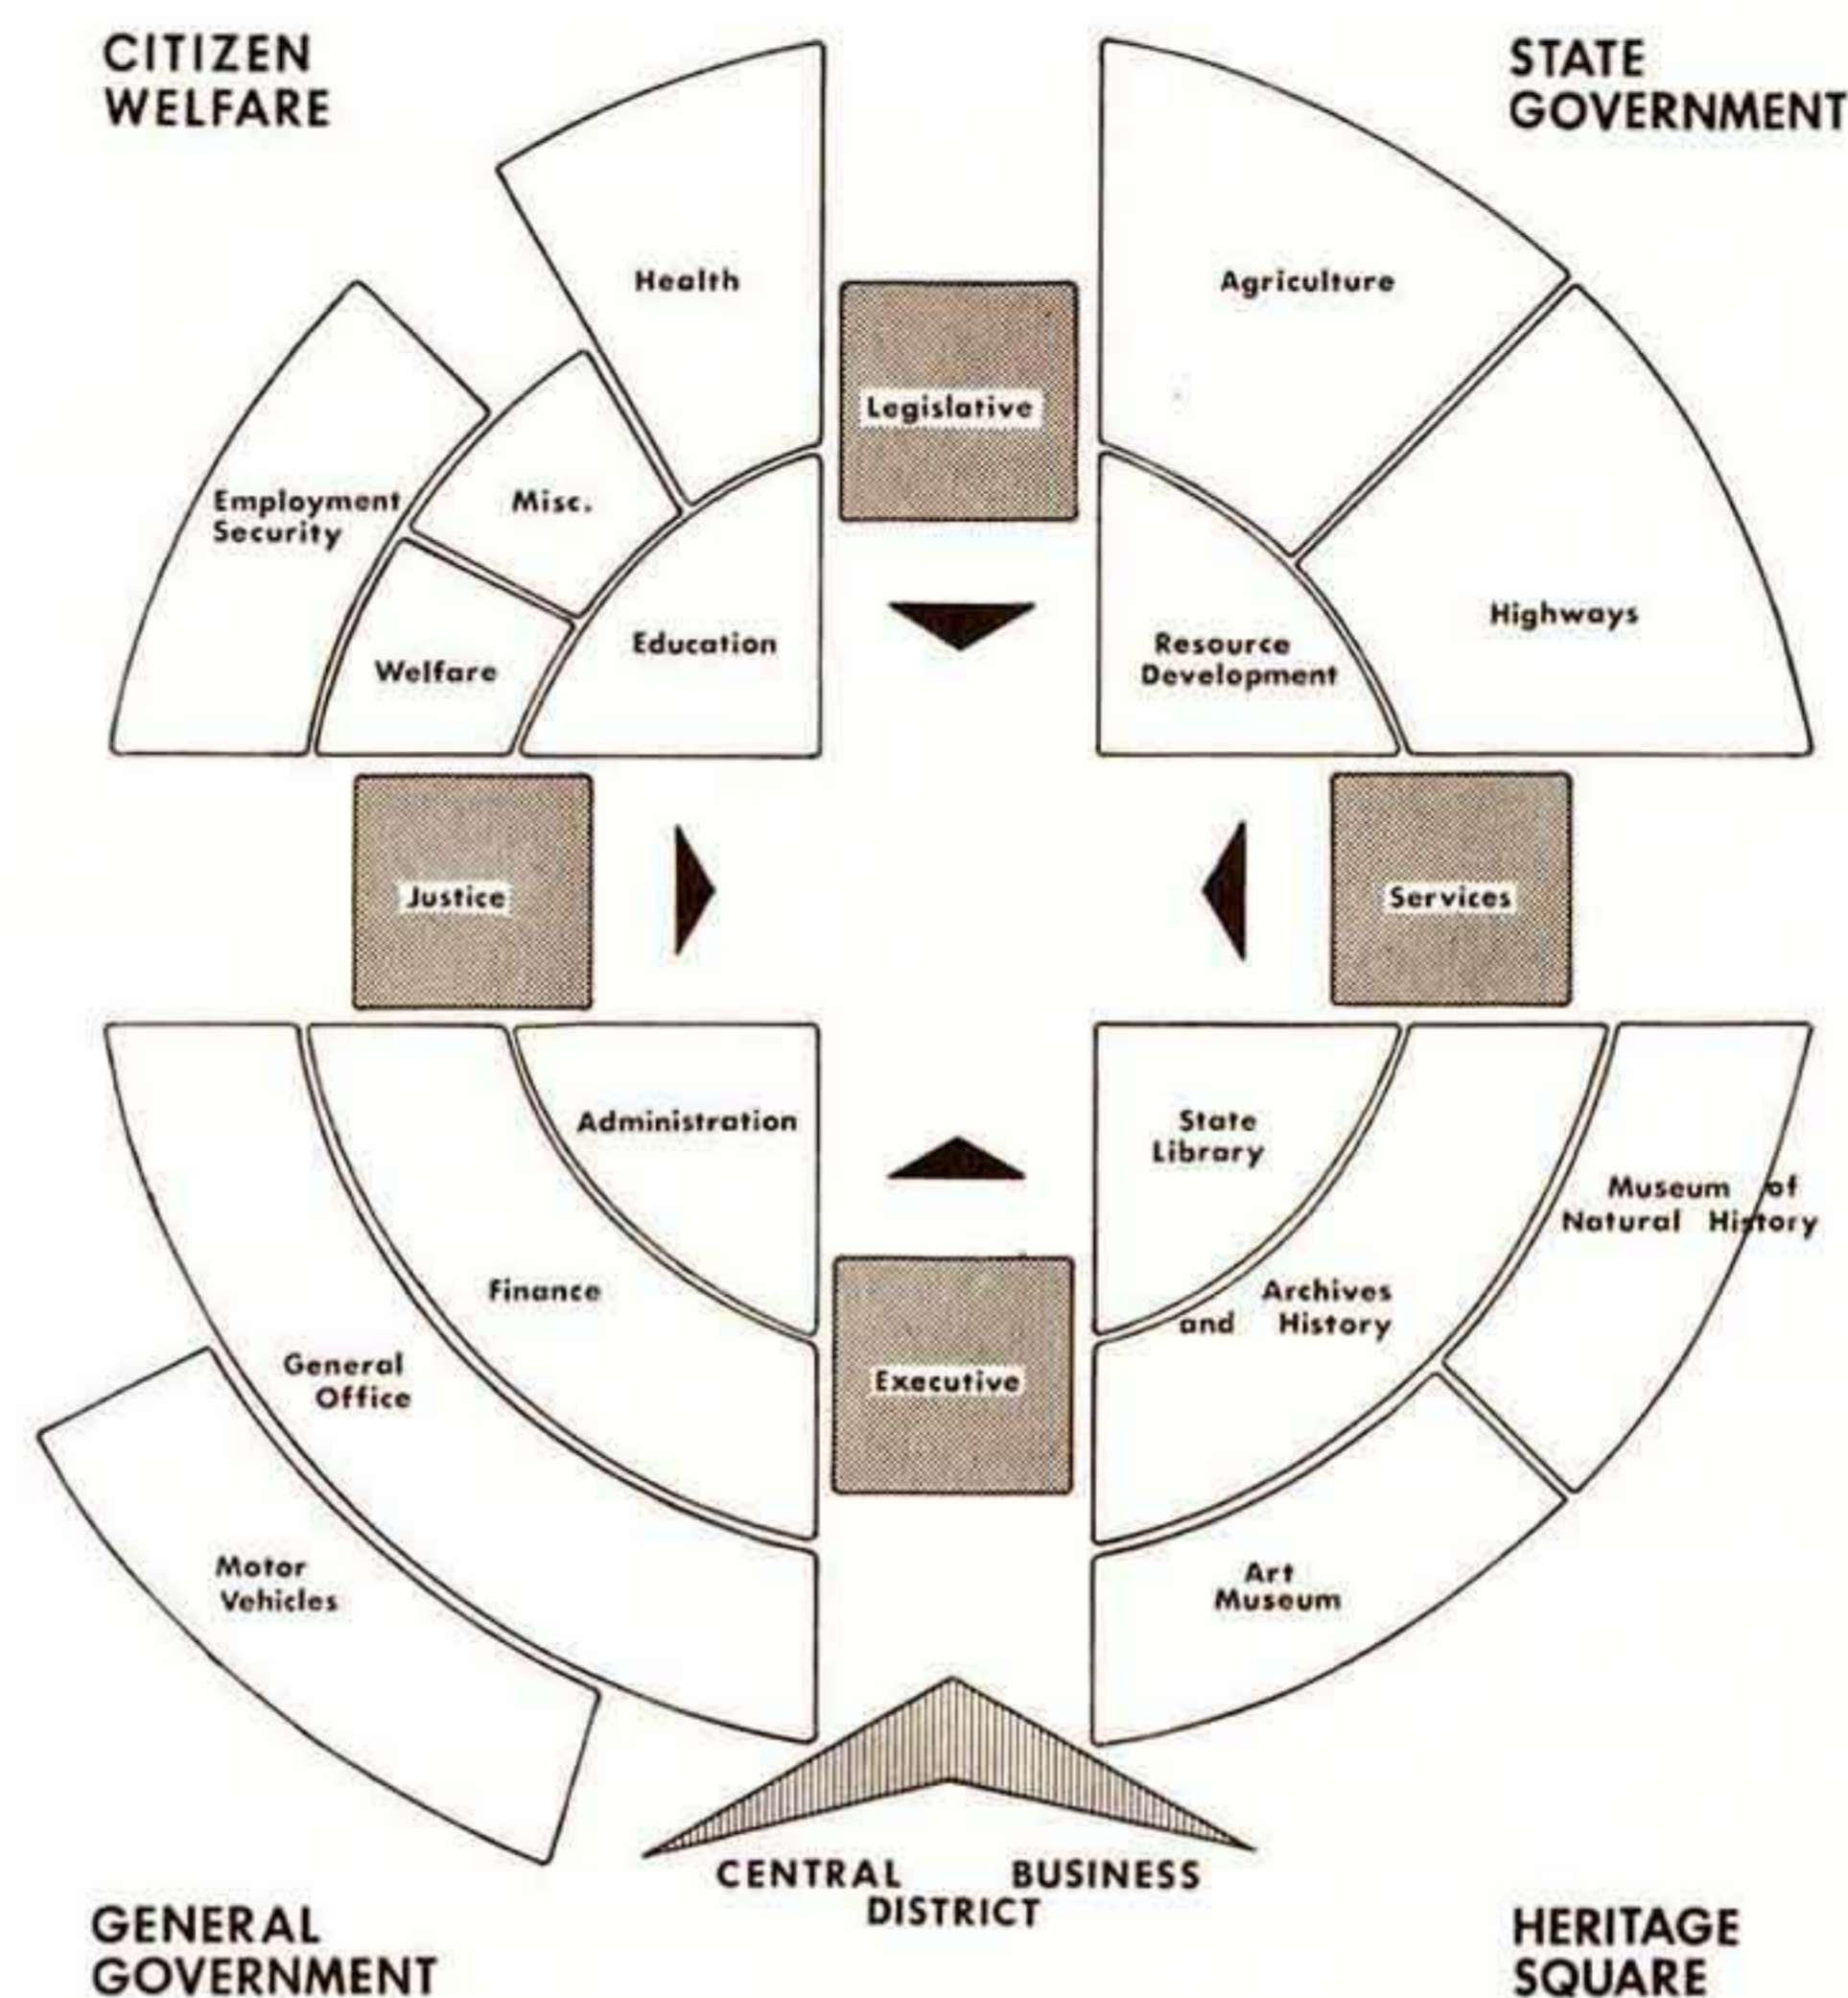 CITIZEN
WELFARE
STATE
GOVERNMENT
Health
Agriculture
Legislative
Employment
Security
Misc.
Highways
Welfare
Education
Resource
Development
Justice
Services
Administration
State
Library
Museum of
Natural History
Finance
Archives
and History
General
Office
Executive
Motor
Vehicles
Art
Museum
CENTRAL BUSINESS
DISTRICT
GENERAL
GOVERNMENT
HERITAGE
SQUARE